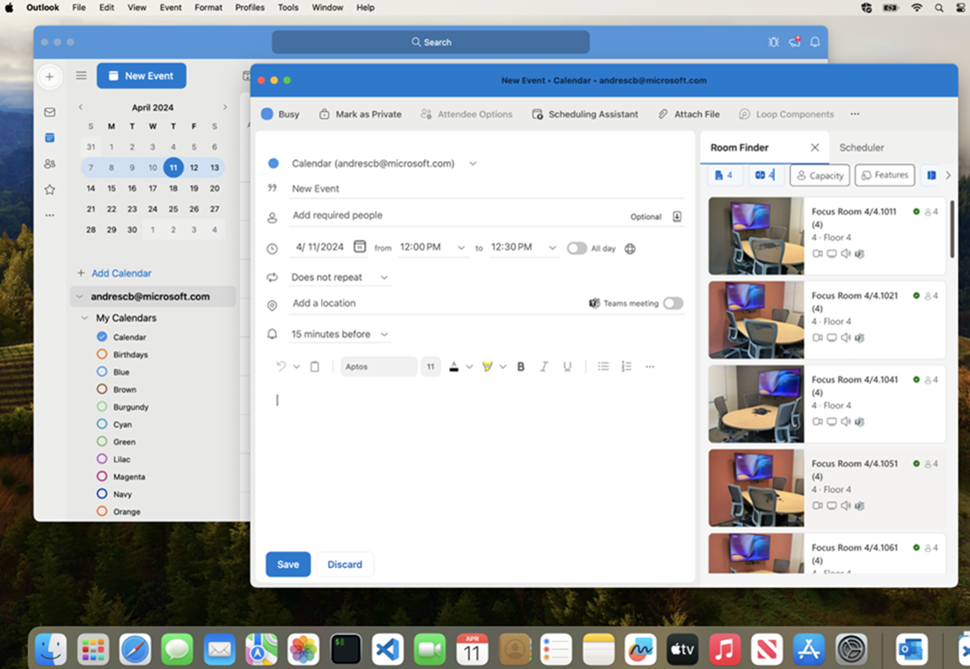 Outlook File Edit View Event Format Profiles Tools Window Help
Search
New Event
New Event • Calendar • andrescb@microsoft.com
April 2024
S M T W T F S
31 1 2 3 4 5 6
7 8 9 10 11 12 13
14 15 16 17 18 19 20
21 22 23 24 25 26 27
28 29 30 1 2 3 4
Add Calendar
andrescb@microsoft.com
My Calendars
Calendar
Birthdays
Blue
Brown
Burgundy
Cyan
Green
Lilac
Magenta
Navy
Orange
Busy Mark as Private Attendee Options Scheduling Assistant Attach File Loop Components
Calendar (andrescb@microsoft.com)
New Event
Add required people Optional
4/ 11/2024 from 12:00 PM to 12:30 PM All day
Does not repeat
Add a location Teams meeting
15 minutes before
Aptos 11 A B I U
Save Discard
Room Finder Scheduler
4 4 Capacity Features
Focus Room 4/4.1011 4
(4)
4 · Floor 4
Focus Room 4/4.1021 4
(4)
4 · Floor 4
Focus Room 4/4.1041 4
(4)
4 · Floor 4
Focus Room 4/4.1051 4
(4)
4 · Floor 4
Focus Room 4/4.1061 4
(4)
4 · Floor 4
APR
11
tv